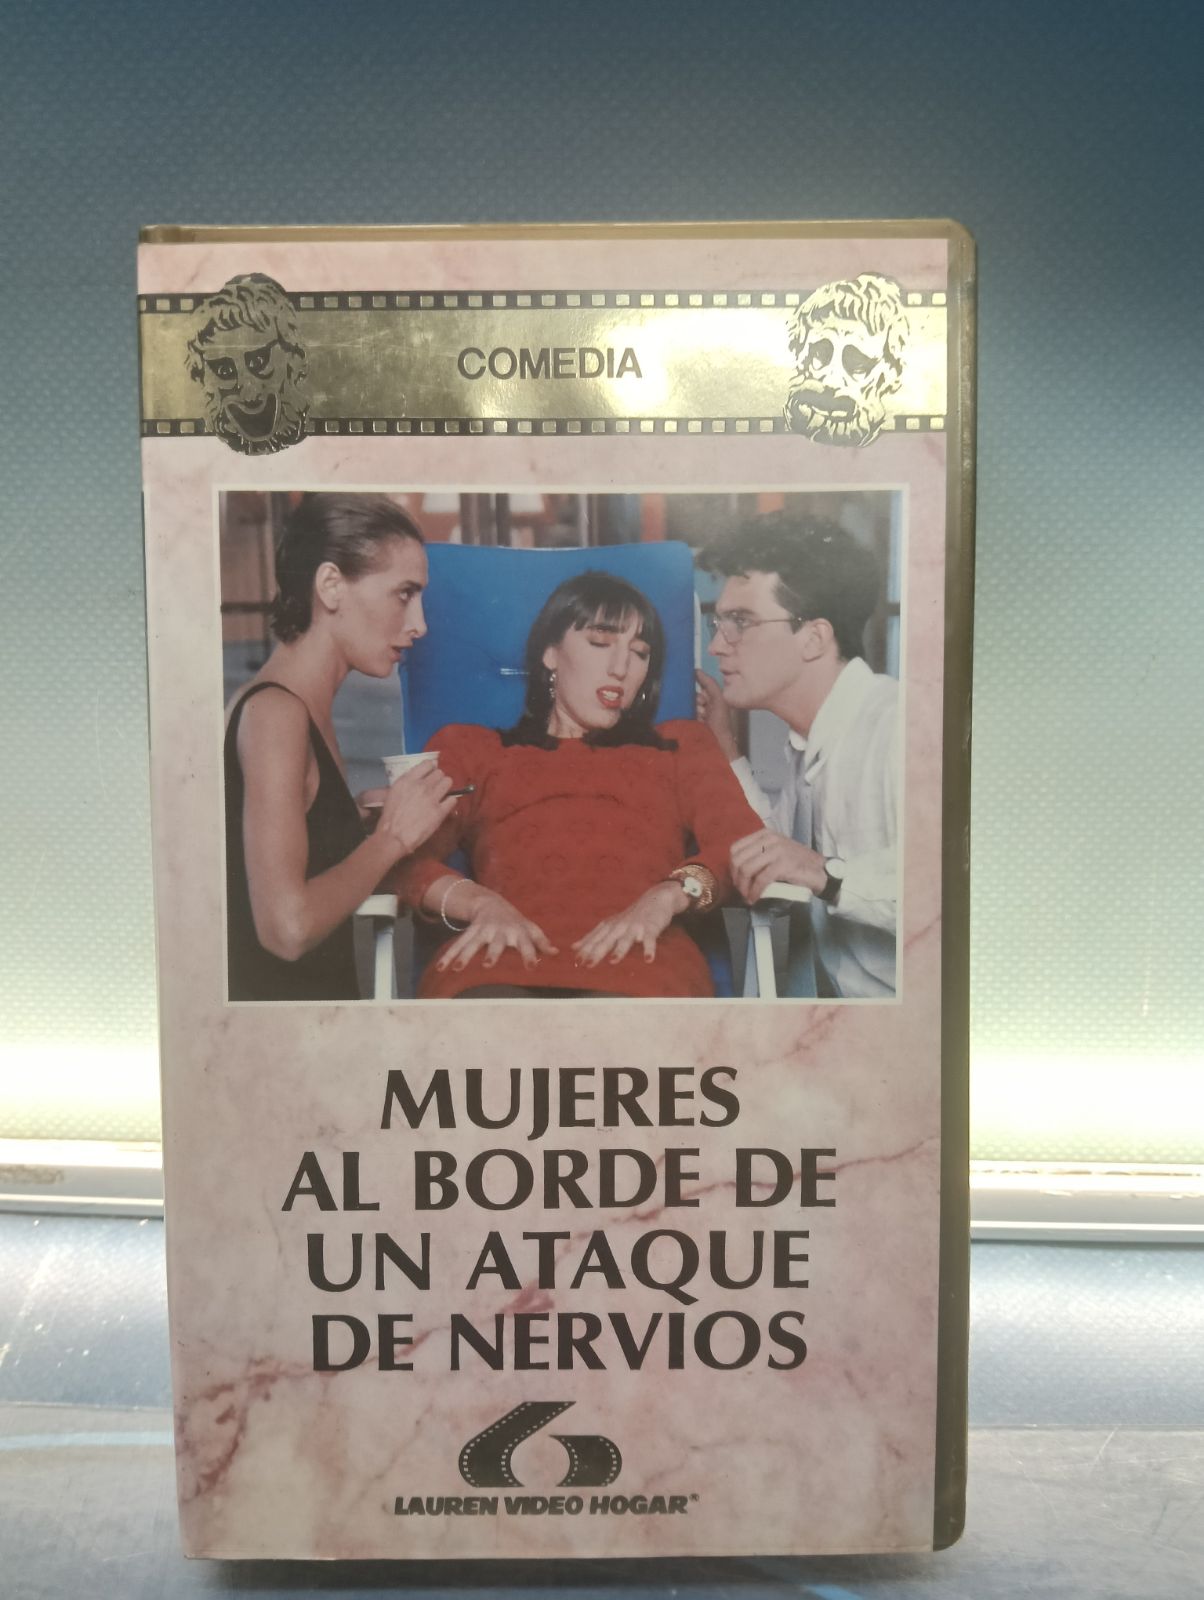 COMEDIA
MUJERES
AL BORDE DE
UN ATAQUE
DE NERVIOS
LAUREN VIDEO HOGAR®